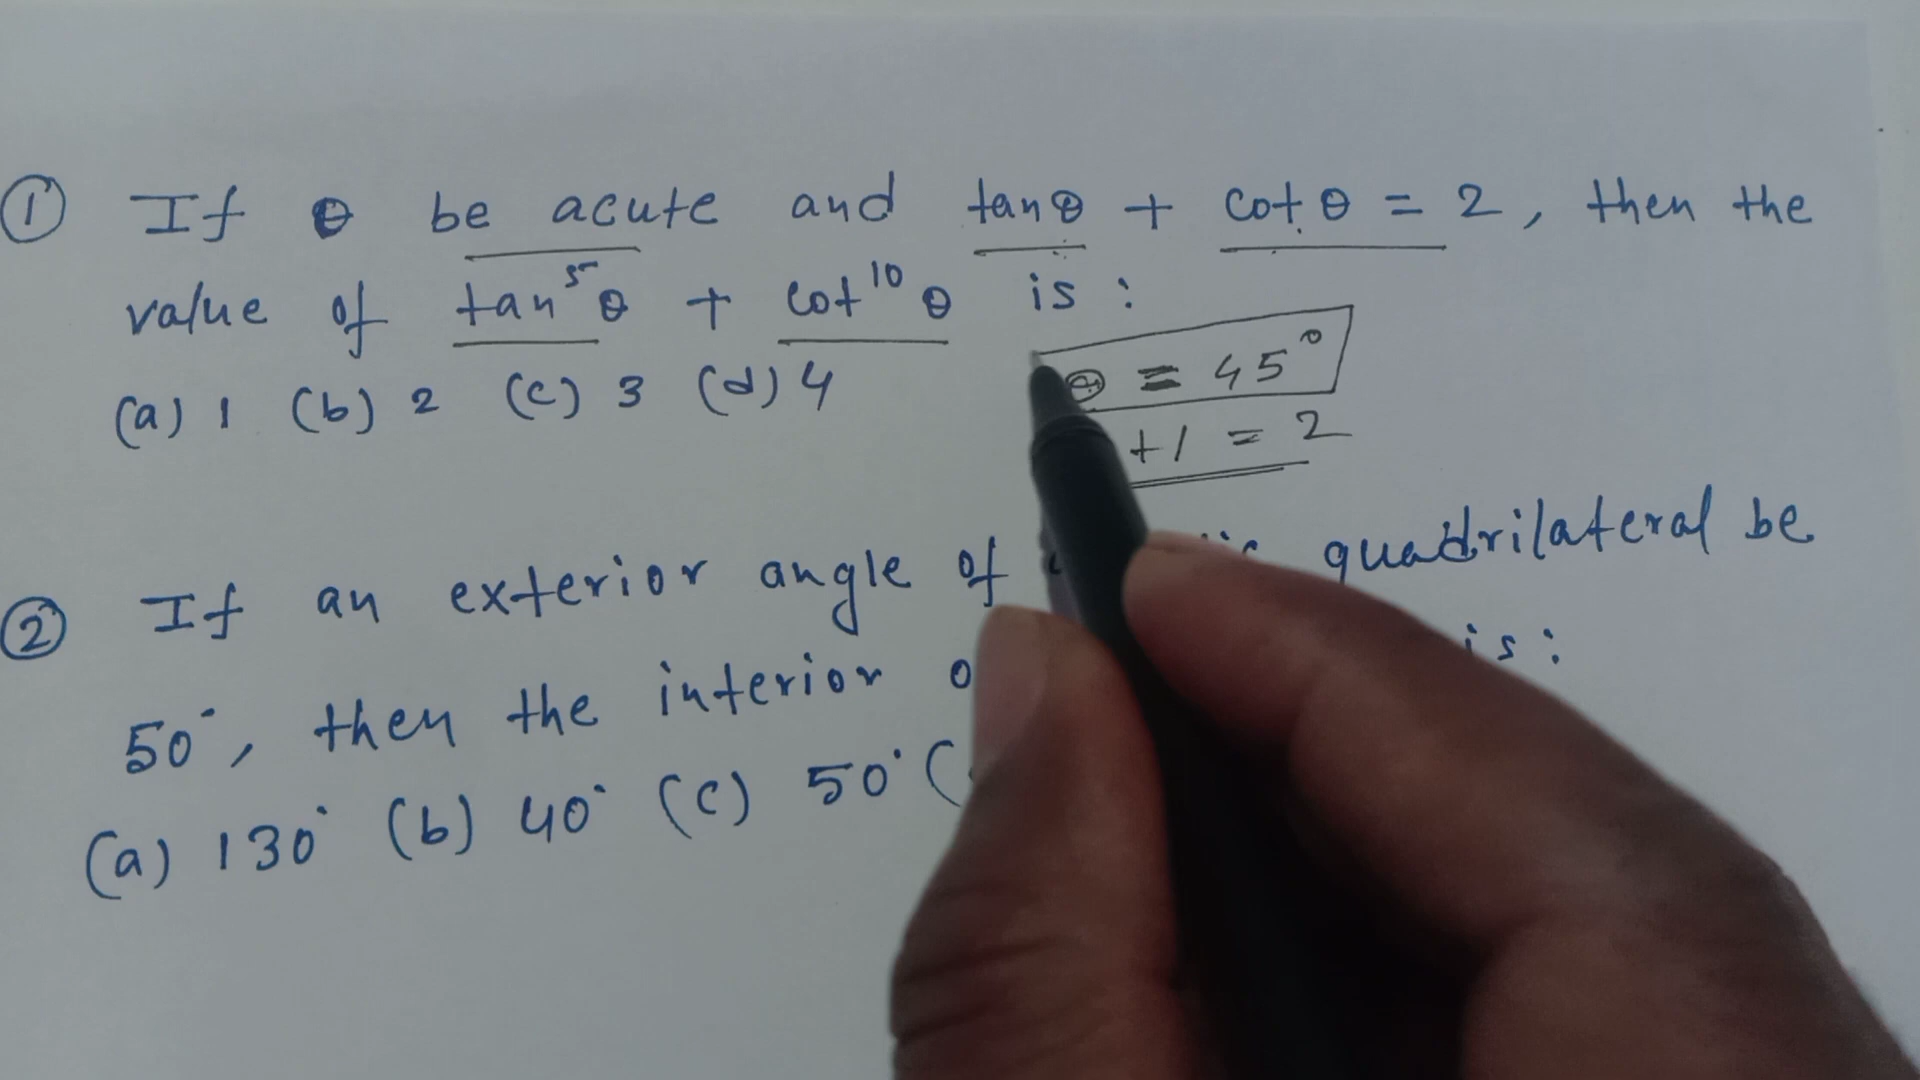 ① If θ be acute and tanθ + cot θ = 2, then the
value of tan⁵θ + cot¹⁰θ is :
θ = 45°
(a) 1 (b) 2 (c) 3 (d) 4
+1 = 2
② If an exterior angle of quadrilateral be
50°, then the interior is :
(a) 130° (b) 40° (c) 50° (